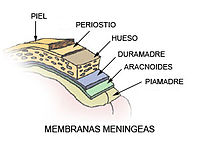 PIEL
PERIOSTIO
HUESO
DURAMADRE
ARACNOIDES
PIAMADRE
MEMBRANAS MENINGEAS